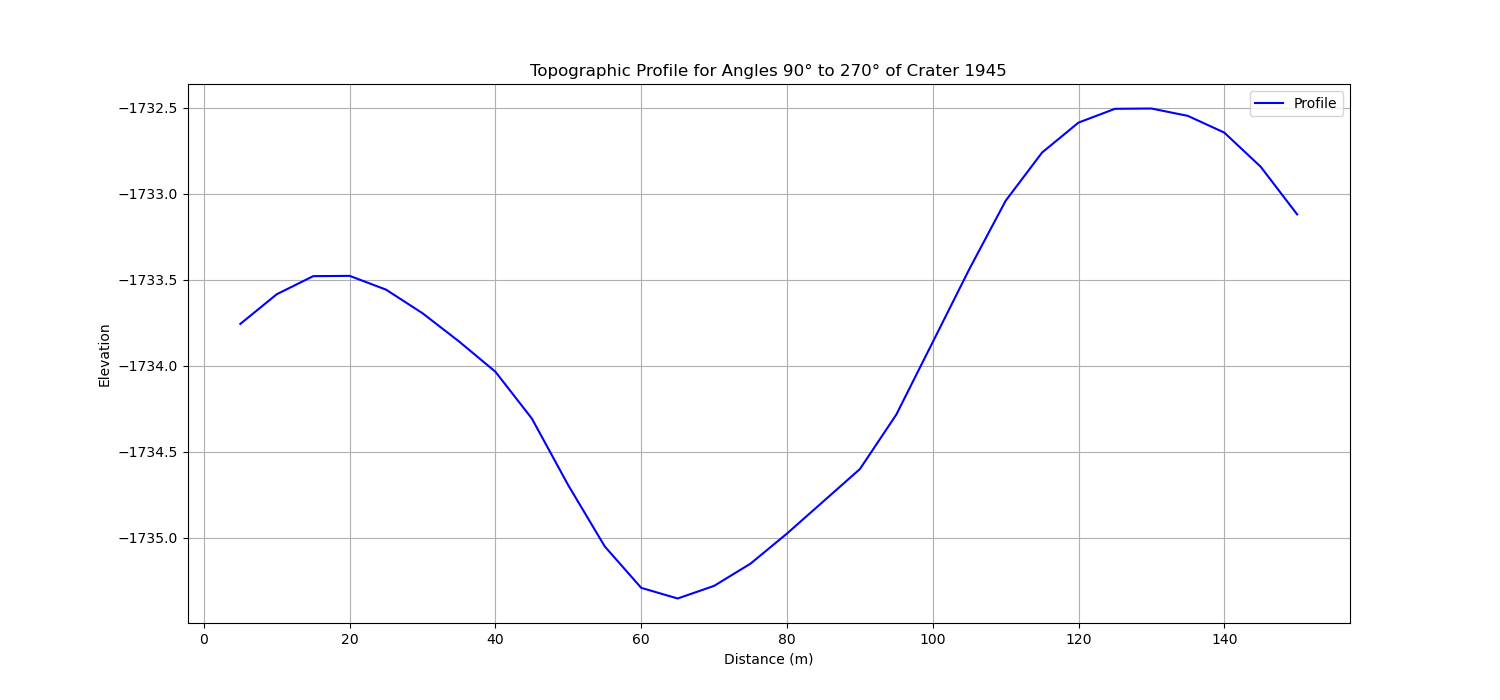 Topographic Profile for Angles 90° to 270° of Crater 1945
Profile
−1732.5
−1733.0
−1733.5
−1734.0
−1734.5
−1735.0
Elevation
0 20 40 60 80 100 120 140
Distance (m)